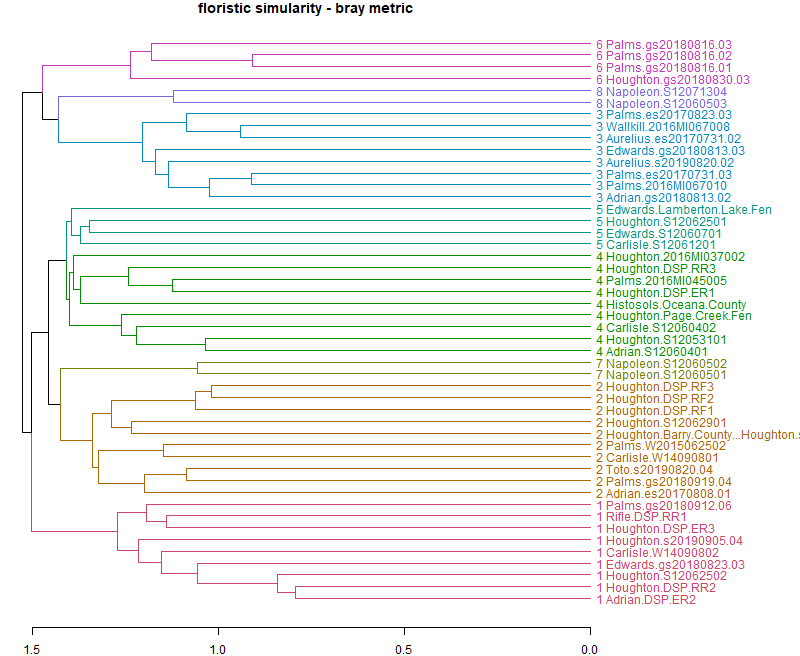 floristic simularity - bray metric
6 Palms.gs20180816.03
6 Palms.gs20180816.02
6 Palms.gs20180816.01
6 Houghton.gs20180830.03
8 Napoleon.S12071304
8 Napoleon.S12060503
3 Palms.es20170823.03
3 Wallkill.2016MI067008
3 Aurelius.es20170731.02
3 Edwards.gs20180813.03
3 Aurelius.s20190820.02
3 Palms.es20170731.03
3 Palms.2016MI067010
3 Adrian.gs20180813.02
5 Edwards.Lamberton.Lake.Fen
5 Houghton.S12062501
5 Edwards.S12060701
5 Carlisle.S12061201
4 Houghton.2016MI037002
4 Houghton.DSP.RR3
4 Palms.2016MI045005
4 Houghton.DSP.ER1
4 Histosols.Oceana.County
4 Houghton.Page.Creek.Fen
4 Carlisle.S12060402
4 Houghton.S12053101
4 Adrian.S12060401
7 Napoleon.S12060502
7 Napoleon.S12060501
2 Houghton.DSP.RF3
2 Houghton.DSP.RF2
2 Houghton.DSP.RF1
2 Houghton.S12062901
2 Houghton.Barry.County...Houghton.s
2 Palms.W2015062502
2 Carlisle.W14090801
2 Toto.s20190820.04
2 Palms.gs20180919.04
2 Adrian.es20170808.01
1 Palms.gs20180912.06
1 Rifle.DSP.RR1
1 Houghton.DSP.ER3
1 Houghton.s20190905.04
1 Carlisle.W14090802
1 Edwards.gs20180823.03
1 Houghton.S12062502
1 Houghton.DSP.RR2
1 Adrian.DSP.ER2
1.5 1.0 0.5 0.0